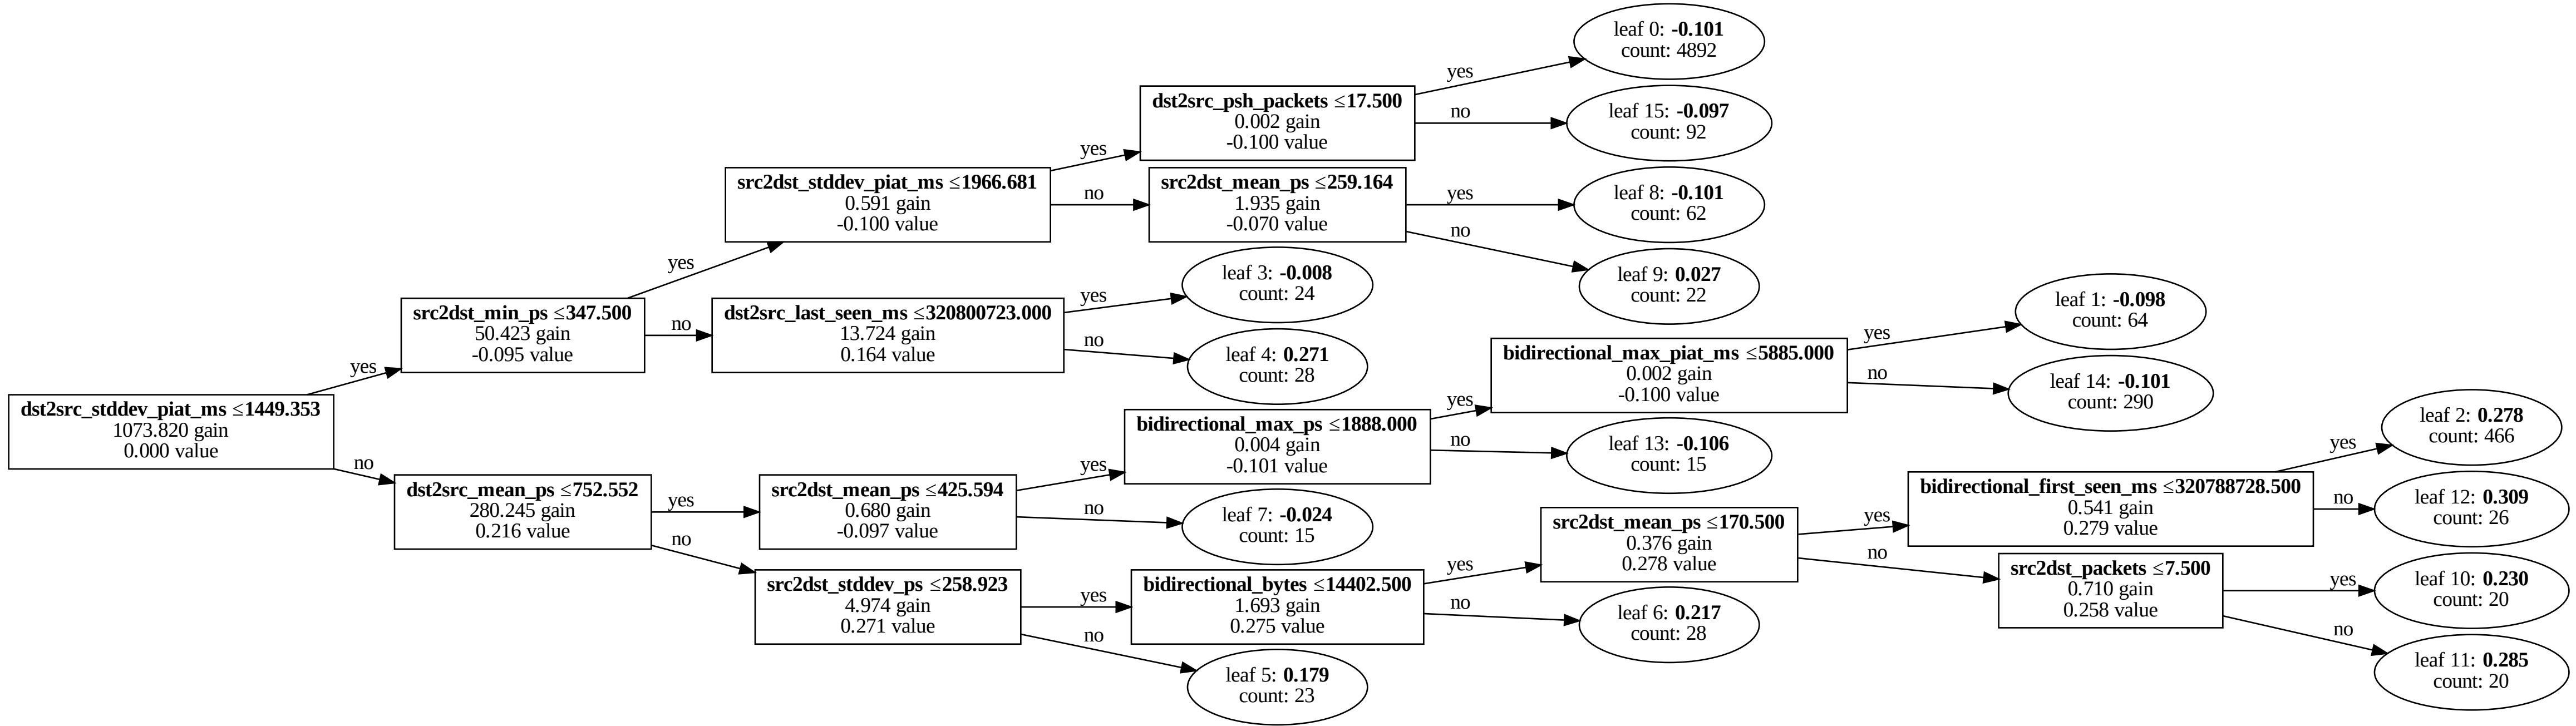 dst2src_stddev_piat_ms ≤1449.353
1073.820 gain
0.000 value
yes
no
src2dst_min_ps ≤347.500
50.423 gain
-0.095 value
yes
no
dst2src_mean_ps ≤752.552
280.245 gain
0.216 value
yes
no
src2dst_stddev_piat_ms ≤1966.681
0.591 gain
-0.100 value
yes
no
dst2src_last_seen_ms ≤320800723.000
13.724 gain
0.164 value
yes
no
src2dst_mean_ps ≤425.594
0.680 gain
-0.097 value
yes
no
src2dst_stddev_ps ≤258.923
4.974 gain
0.271 value
yes
no
dst2src_psh_packets ≤17.500
0.002 gain
-0.100 value
yes
no
src2dst_mean_ps ≤259.164
1.935 gain
-0.070 value
yes
no
leaf 3: -0.008
count: 24
leaf 4: 0.271
count: 28
bidirectional_max_ps ≤1888.000
0.004 gain
-0.101 value
yes
no
leaf 7: -0.024
count: 15
bidirectional_bytes ≤14402.500
1.693 gain
0.275 value
yes
no
leaf 5: 0.179
count: 23
leaf 0: -0.101
count: 4892
leaf 15: -0.097
count: 92
leaf 8: -0.101
count: 62
leaf 9: 0.027
count: 22
bidirectional_max_piat_ms ≤5885.000
0.002 gain
-0.100 value
yes
no
leaf 13: -0.106
count: 15
src2dst_mean_ps ≤170.500
0.376 gain
0.278 value
yes
no
leaf 6: 0.217
count: 28
leaf 1: -0.098
count: 64
leaf 14: -0.101
count: 290
bidirectional_first_seen_ms ≤320788728.500
0.541 gain
0.279 value
yes
no
src2dst_packets ≤7.500
0.710 gain
0.258 value
yes
no
leaf 2: 0.278
count: 466
leaf 12: 0.309
count: 26
leaf 10: 0.230
count: 20
leaf 11: 0.285
count: 20